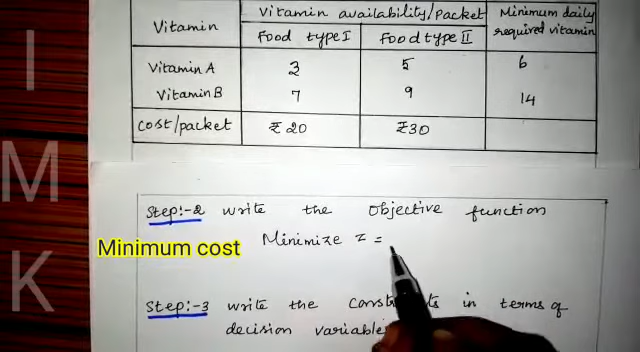 Vitamin availability/packet
Minimum daily
required vitamin
Vitamin
Food type I
Food type II
Vitamin A 3 5 6
Vitamin B 7 9 14
Cost/packet ₹20 ₹30
Step:-2 write the objective function
Minimum cost
Minimize z =
Step:-3 write the in terms of
decision
I
M
K